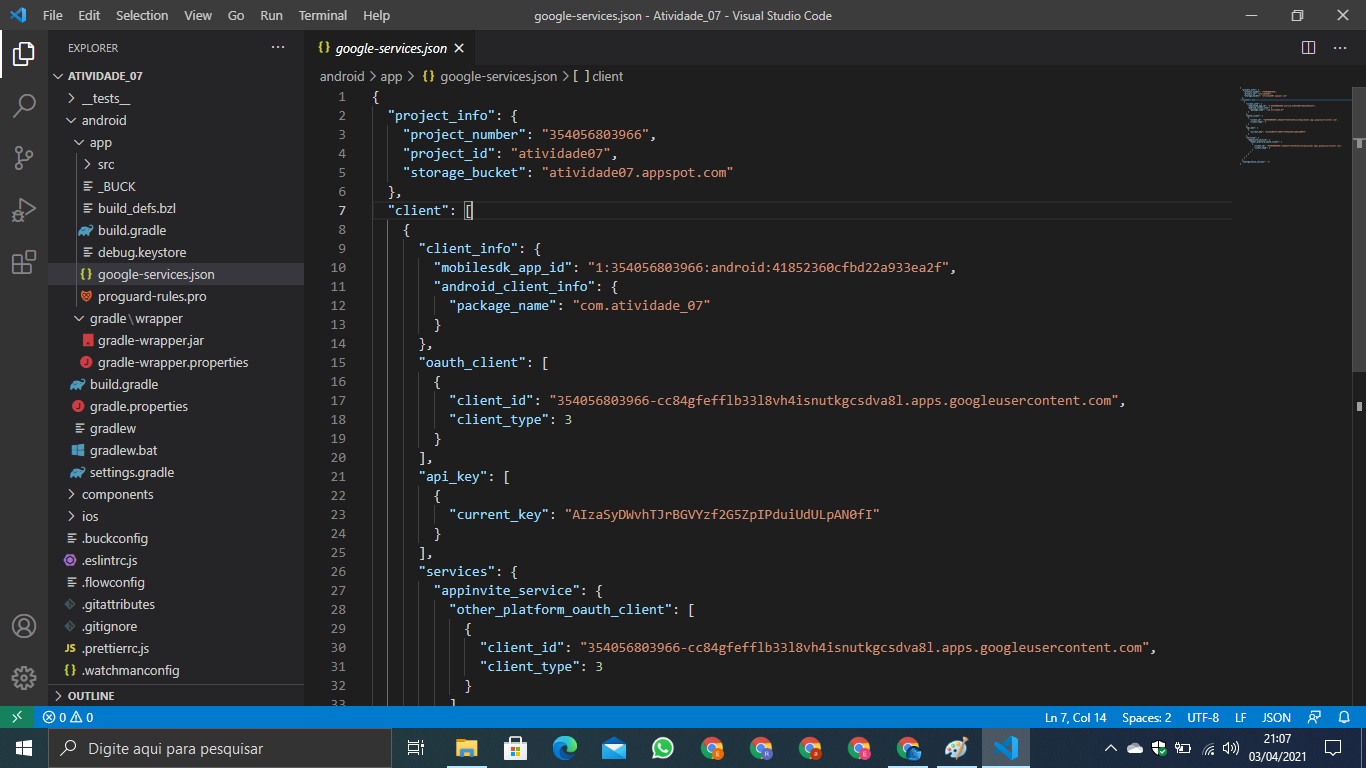 File Edit Selection View Go Run Terminal Help
google-services.json - Atividade_07 - Visual Studio Code
EXPLORER
ATIVIDADE_07
__tests__
android
app
src
_BUCK
build_defs.bzl
build.gradle
debug.keystore
google-services.json
proguard-rules.pro
gradle\wrapper
gradle-wrapper.jar
gradle-wrapper.properties
build.gradle
gradle.properties
gradlew
gradlew.bat
settings.gradle
components
ios
.buckconfig
.eslintrc.js
.flowconfig
.gitattributes
.gitignore
.prettierrc.js
.watchmanconfig
OUTLINE
google-services.json
android > app > {} google-services.json > [ ] client
1 {
2 "project_info": {
3 "project_number": "354056803966",
4 "project_id": "atividade07",
5 "storage_bucket": "atividade07.appspot.com"
6 },
7 "client": [
8 {
9 "client_info": {
10 "mobilesdk_app_id": "1:354056803966:android:41852360cfbd22a933ea2f",
11 "android_client_info": {
12 "package_name": "com.atividade_07"
13 }
14 },
15 "oauth_client": [
16 {
17 "client_id": "354056803966-cc84gfefflb33l8vh4isnutkgcsdva8l.apps.googleusercontent.com",
18 "client_type": 3
19 }
20 ],
21 "api_key": [
22 {
23 "current_key": "AIzaSyDWvhTJrBGVYzf2G5ZpIPduiUdULpAN0fI"
24 }
25 ],
26 "services": {
27 "appinvite_service": {
28 "other_platform_oauth_client": [
29 {
30 "client_id": "354056803966-cc84gfefflb33l8vh4isnutkgcsdva8l.apps.googleusercontent.com",
31 "client_type": 3
32 }
33 ]
0 0
Ln 7, Col 14 Spaces: 2 UTF-8 LF JSON
Digite aqui para pesquisar
21:07
03/04/2021